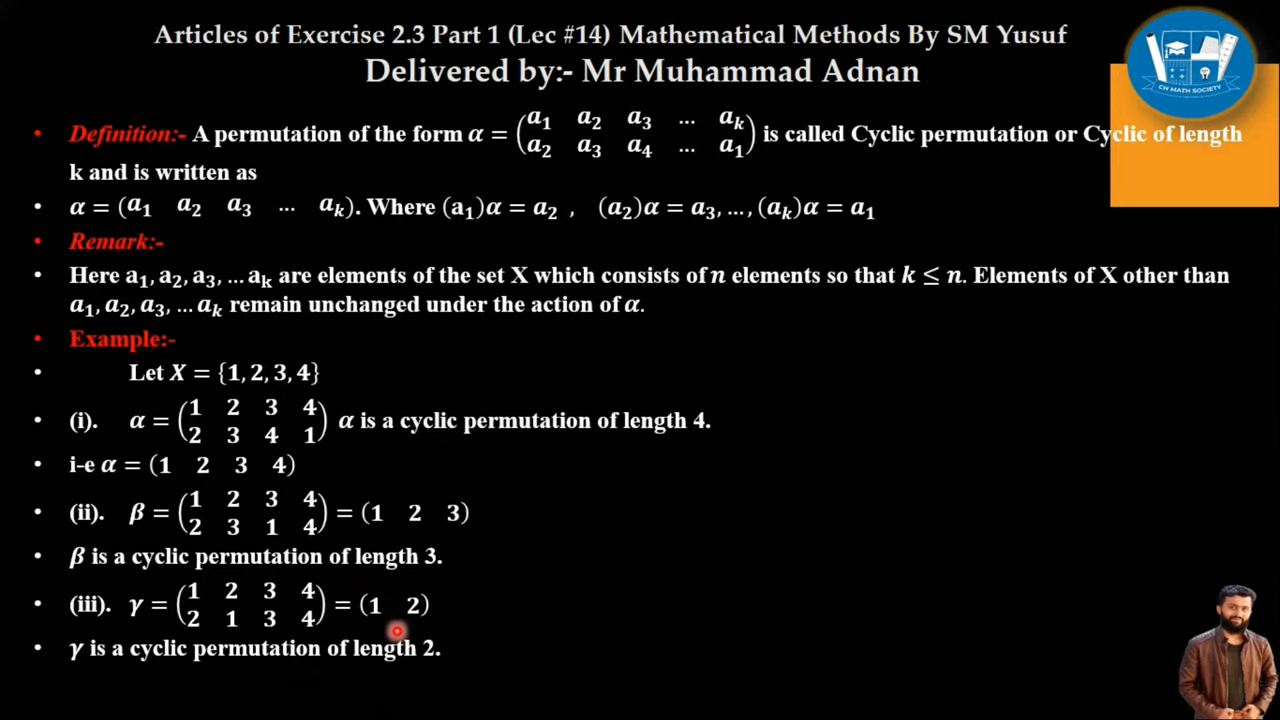 Articles of Exercise 2.3 Part 1 (Lec #14) Mathematical Methods By SM Yusuf
Delivered by:- Mr Muhammad Adnan
CH MATH SOCIETY
• Definition:- A permutation of the form α = (a₁ a₂ a₃ … aₖ / a₂ a₃ a₄ … a₁) is called Cyclic permutation or Cyclic of length
k and is written as
• α = (a₁ a₂ a₃ … aₖ). Where (a₁)α = a₂ , (a₂)α = a₃, …, (aₖ)α = a₁
• Remark:-
• Here a₁, a₂, a₃, … aₖ are elements of the set X which consists of n elements so that k ≤ n. Elements of X other than
a₁, a₂, a₃, … aₖ remain unchanged under the action of α.
• Example:-
• Let X = {1, 2, 3, 4}
• (i). α = (1 2 3 4 / 2 3 4 1) α is a cyclic permutation of length 4.
• i-e α = (1 2 3 4)
• (ii). β = (1 2 3 4 / 2 3 1 4) = (1 2 3)
• β is a cyclic permutation of length 3.
• (iii). γ = (1 2 3 4 / 2 1 3 4) = (1 2)
• γ is a cyclic permutation of length 2.